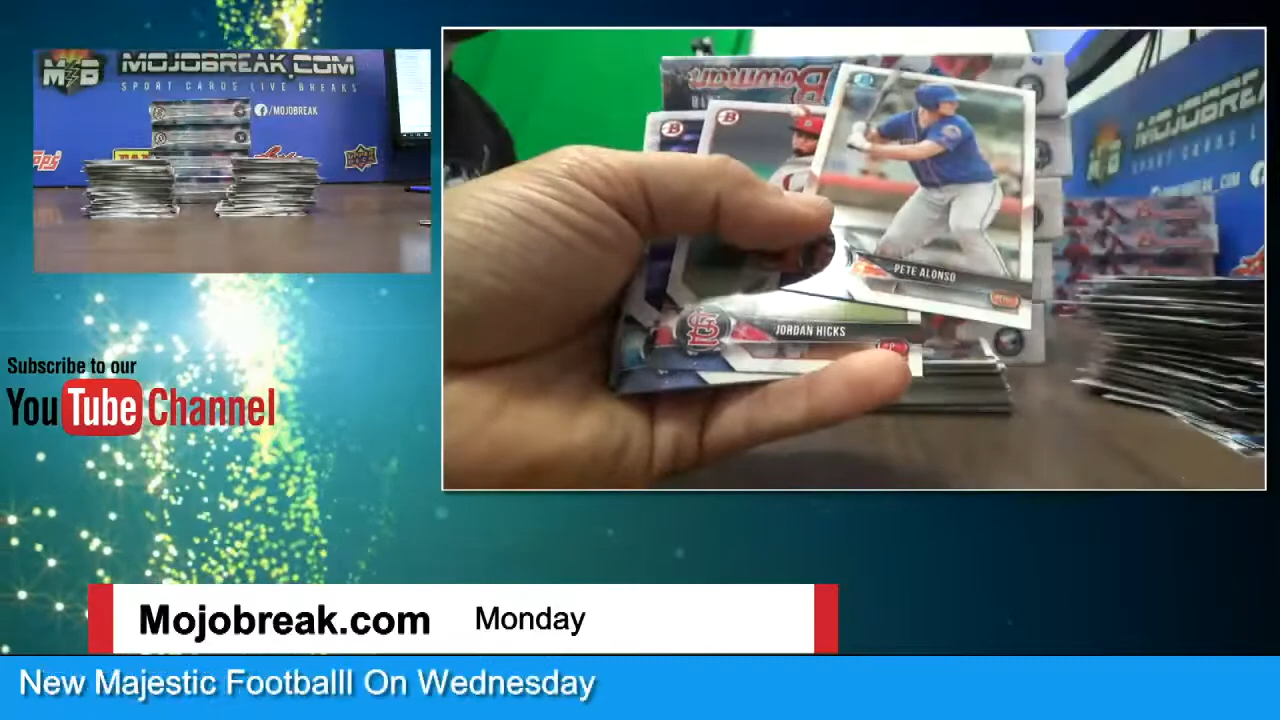 MOJOBREAK.COM
SPORT CARDS LIVE BREAKS
/MOJOBREAK
Bowman
PETE ALONSO
JORDAN HICKS
Subscribe to our
YouTube Channel
Mojobreak.com Monday
New Majestic Footballl On Wednesday